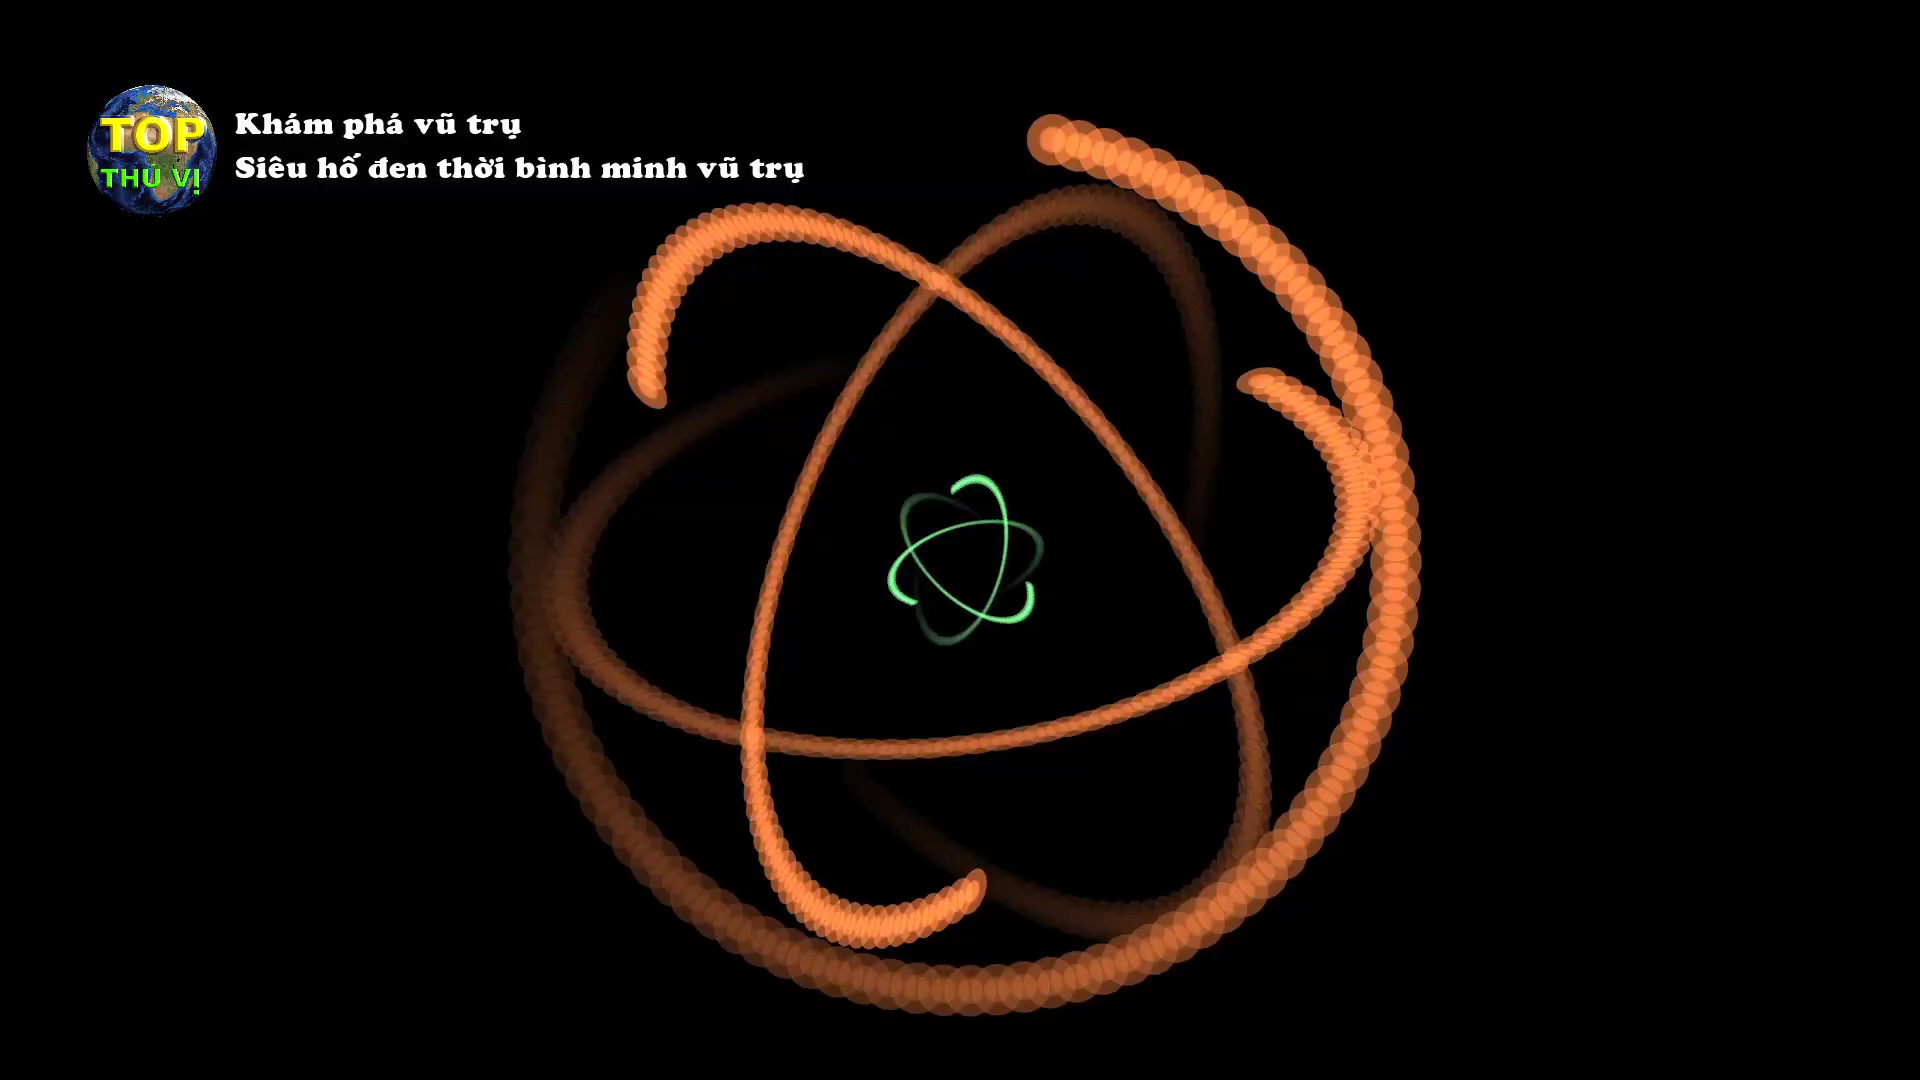 TOP
THÚ VỊ
Khám phá vũ trụ
Siêu hố đen thời bình minh vũ trụ